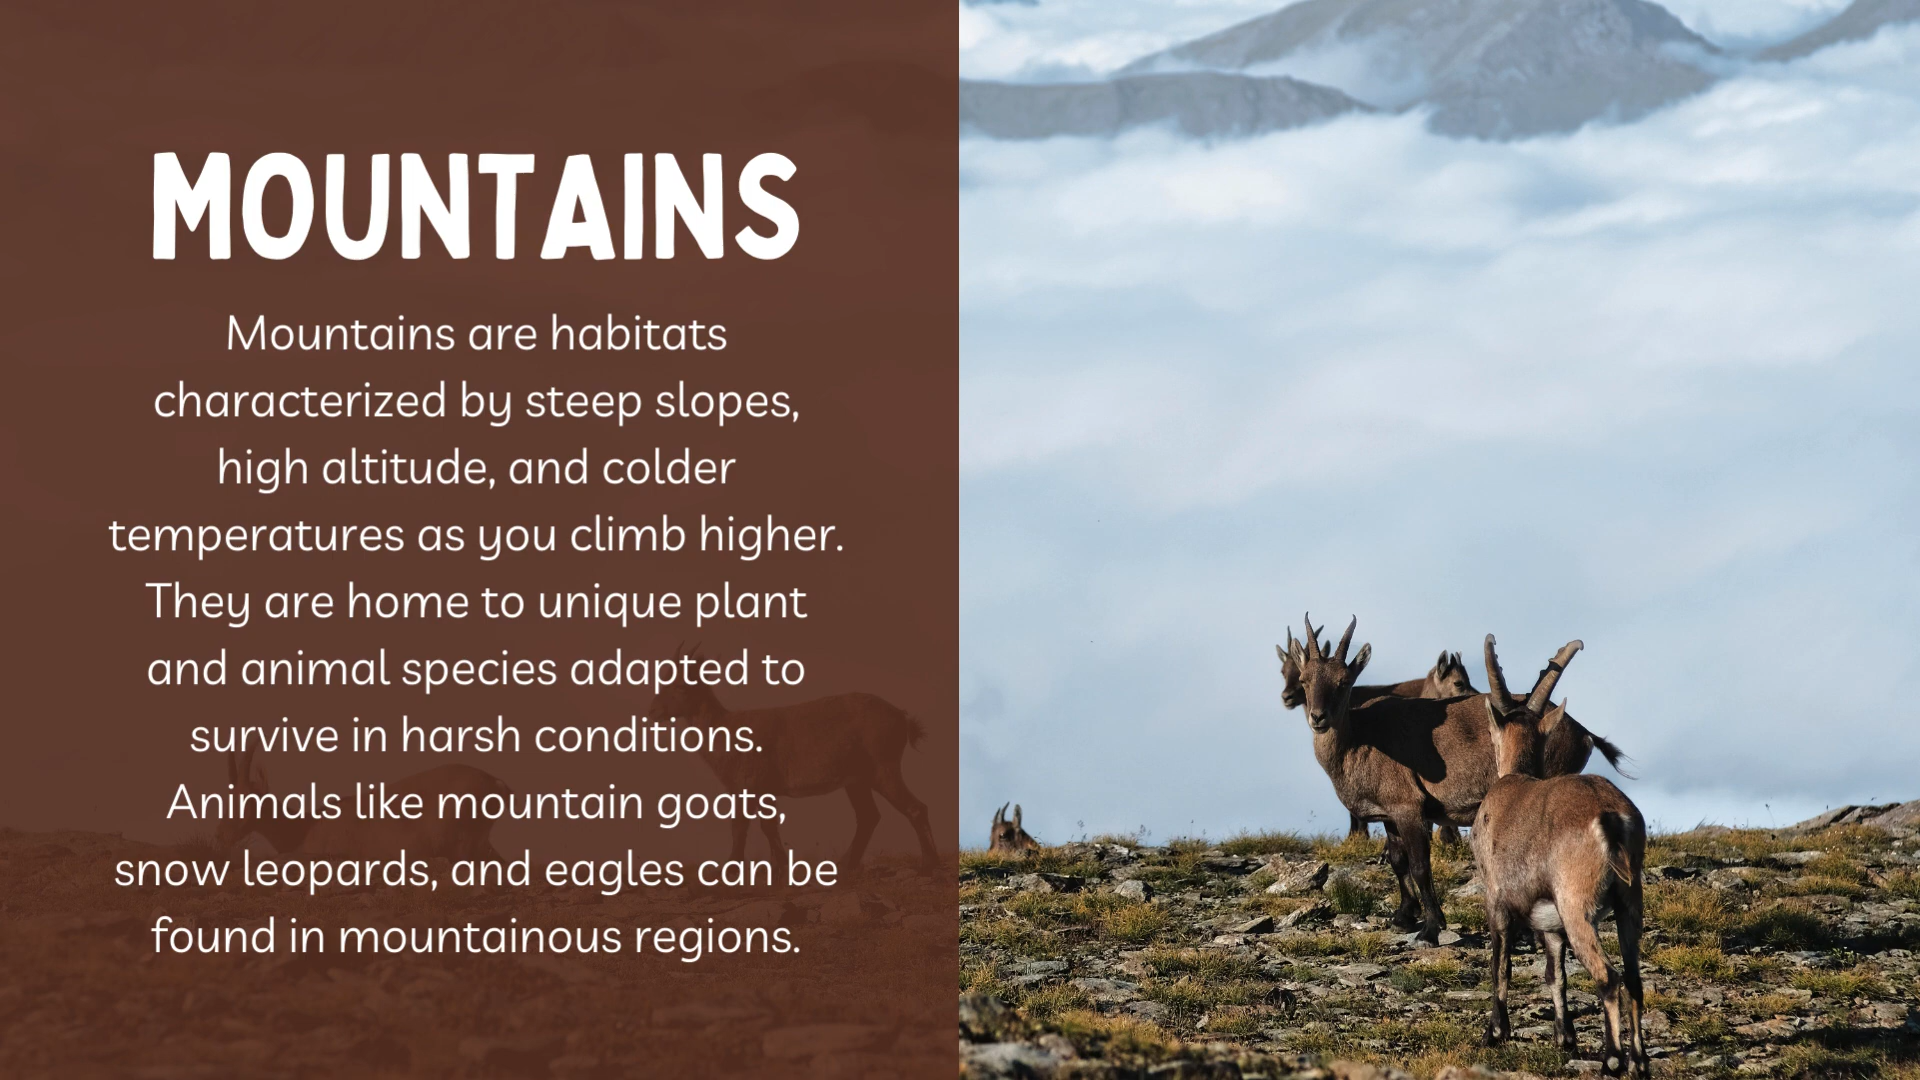 MOUNTAINS
Mountains are habitats
characterized by steep slopes,
high altitude, and colder
temperatures as you climb higher.
They are home to unique plant
and animal species adapted to
survive in harsh conditions.
Animals like mountain goats,
snow leopards, and eagles can be
found in mountainous regions.